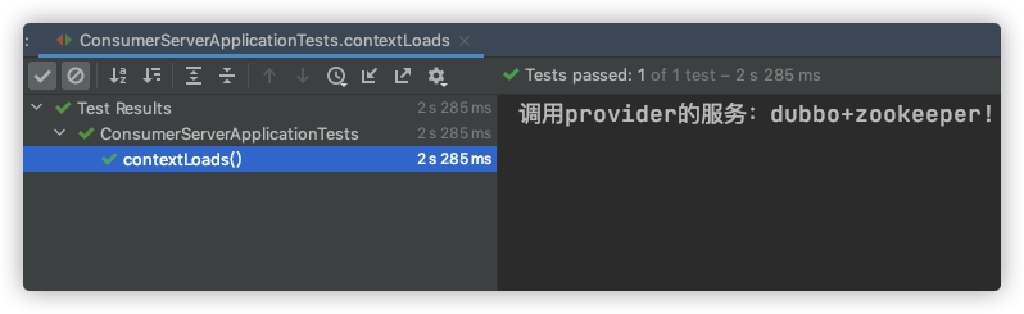 : ConsumerServerApplicationTests.contextLoads ×
Tests passed: 1 of 1 test – 2 s 285 ms
Test Results 2 s 285 ms
ConsumerServerApplicationTests 2 s 285 ms
contextLoads() 2 s 285 ms
调用provider的服务：dubbo+zookeeper!